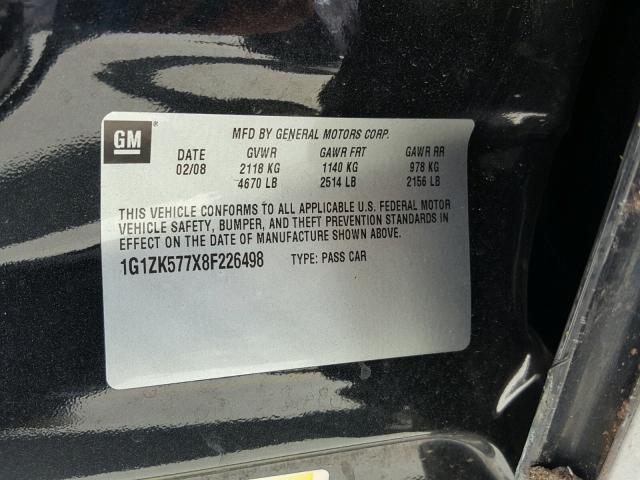 GM
®
MFD BY GENERAL MOTORS CORP.
DATE GVWR GAWR FRT GAWR RR
02/08 2118 KG 1140 KG 978 KG
4670 LB 2514 LB 2156 LB
THIS VEHICLE CONFORMS TO ALL APPLICABLE U.S. FEDERAL MOTOR
VEHICLE SAFETY, BUMPER, AND THEFT PREVENTION STANDARDS IN
EFFECT ON THE DATE OF MANUFACTURE SHOWN ABOVE.
1G1ZK577X8F226498 TYPE: PASS CAR